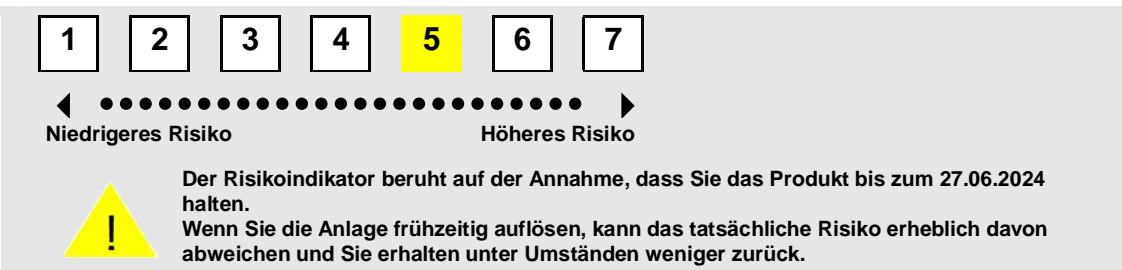 1 2 3 4 5 6 7
Niedrigeres Risiko Höheres Risiko
Der Risikoindikator beruht auf der Annahme, dass Sie das Produkt bis zum 27.06.2024
halten.
Wenn Sie die Anlage frühzeitig auflösen, kann das tatsächliche Risiko erheblich davon
abweichen und Sie erhalten unter Umständen weniger zurück.
!